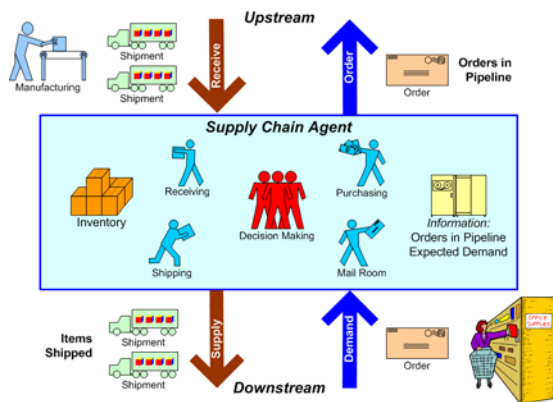 Upstream
Manufacturing
Shipment
Shipment
Receive
Order
Order
Orders in
Pipeline
Supply Chain Agent
Inventory
Receiving
Shipping
Decision Making
Purchasing
Mail Room
Information:
Orders in Pipeline
Expected Demand
Items
Shipped
Shipment
Shipment
Supply
Demand
Order
OFFICE
SUPPLIES
Downstream